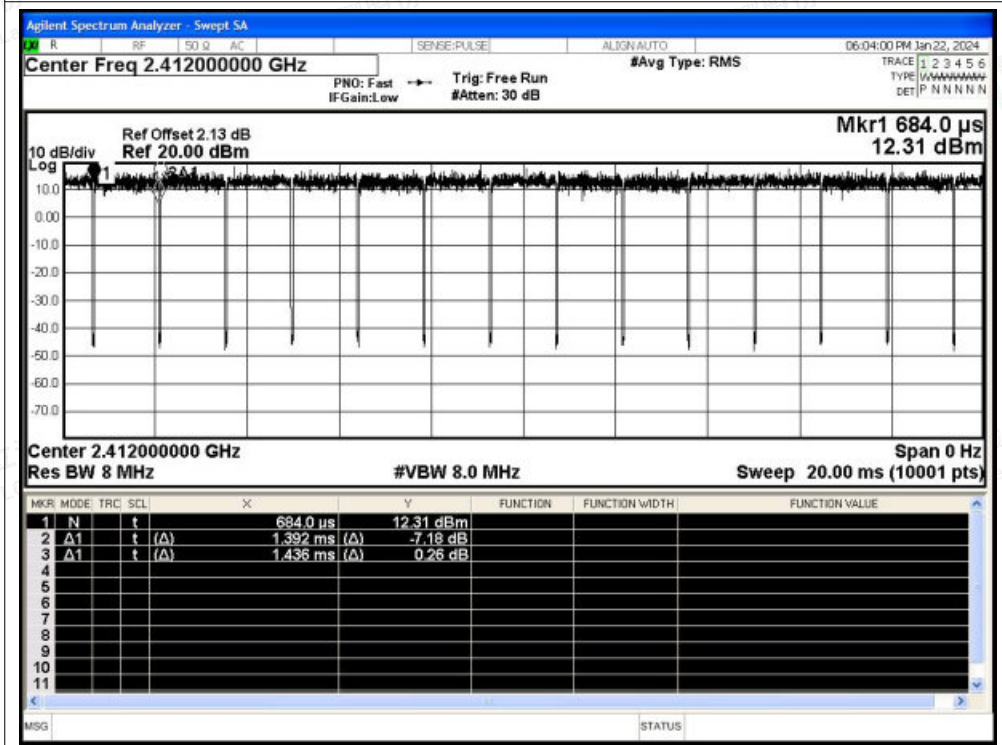 Agilent Spectrum Analyzer - Swept SA
R RF 50 Ω AC SENSE:PULSE ALIGN AUTO 06:04:00 PM Jan 22, 2024
Center Freq 2.412000000 GHz #Avg Type: RMS TRACE 1 2 3 4 5 6
PNO: Fast Trig: Free Run TYPE
IFGain:Low #Atten: 30 dB DET P N N N N N
Mkr1 684.0 µs
Ref Offset 2.13 dB
10 dB/div Ref 20.00 dBm 12.31 dBm
Log
1
10.0
0.00
-10.0
-20.0
-30.0
-40.0
-50.0
-60.0
-70.0
Center 2.412000000 GHz Span 0 Hz
Res BW 8 MHz #VBW 8.0 MHz Sweep 20.00 ms (10001 pts)
MKR MODE TRC SCL X Y FUNCTION FUNCTION WIDTH FUNCTION VALUE
1 N t 684.0 µs 12.31 dBm
2 Δ1 t (Δ) 1.392 ms (Δ) -7.18 dB
3 Δ1 t (Δ) 1.436 ms (Δ) 0.26 dB
4
5
6
7
8
9
10
11
MSG STATUS